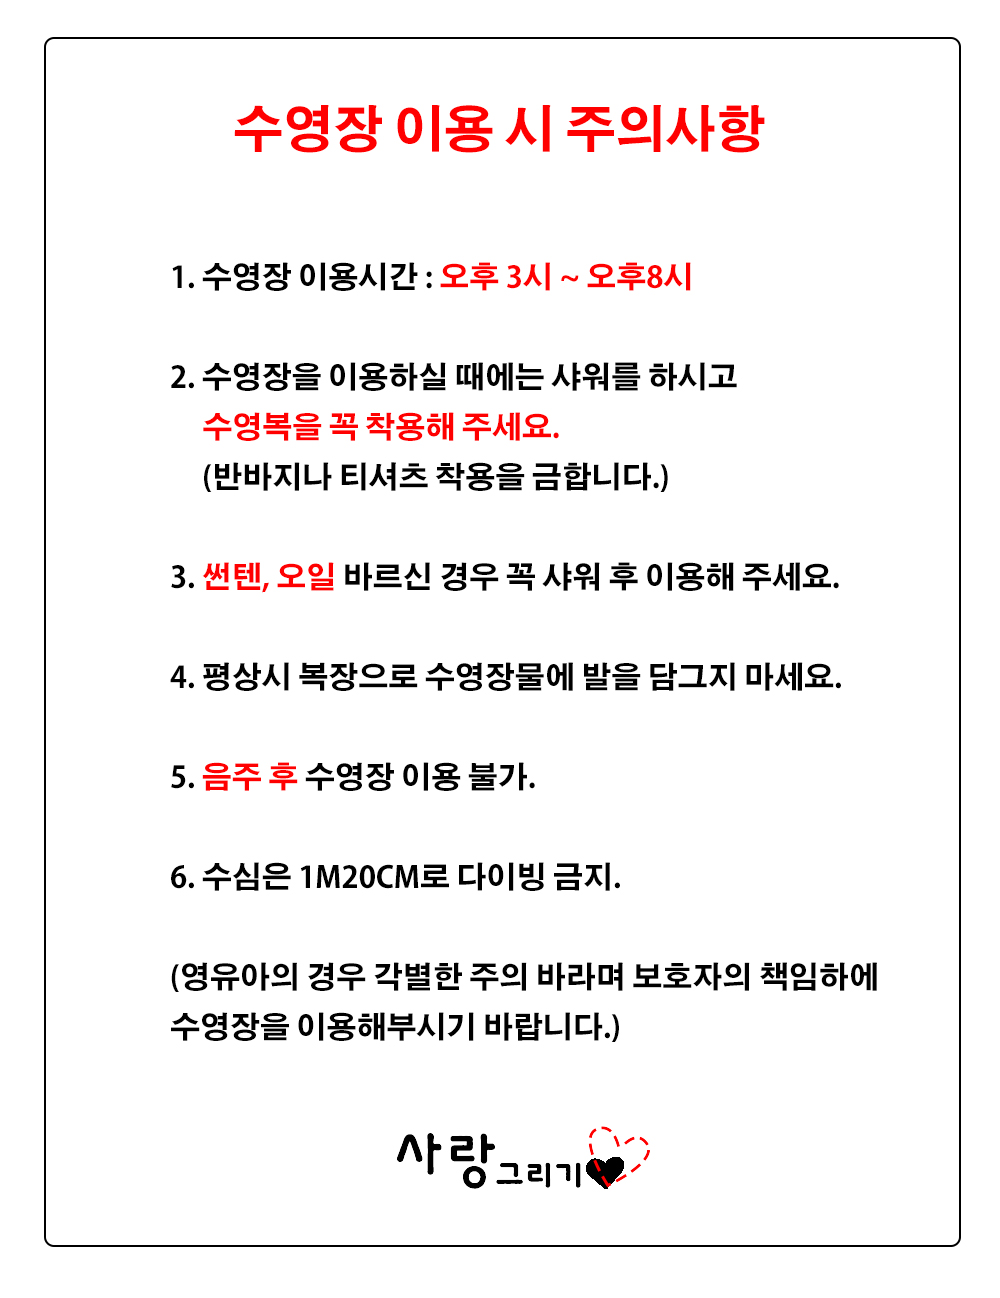 수영장 이용 시 주의사항
1. 수영장 이용시간 : 오후 3시 ~ 오후8시
2. 수영장을 이용하실 때에는 샤워를 하시고
수영복을 꼭 착용해 주세요.
(반바지나 티셔츠 착용을 금합니다.)
3. 썬텐, 오일 바르신 경우 꼭 샤워 후 이용해 주세요.
4. 평상시 복장으로 수영장물에 발을 담그지 마세요.
5. 음주 후 수영장 이용 불가.
6. 수심은 1M20CM로 다이빙 금지.
(영유아의 경우 각별한 주의 바라며 보호자의 책임하에
수영장을 이용해부시기 바랍니다.)
사랑그리기